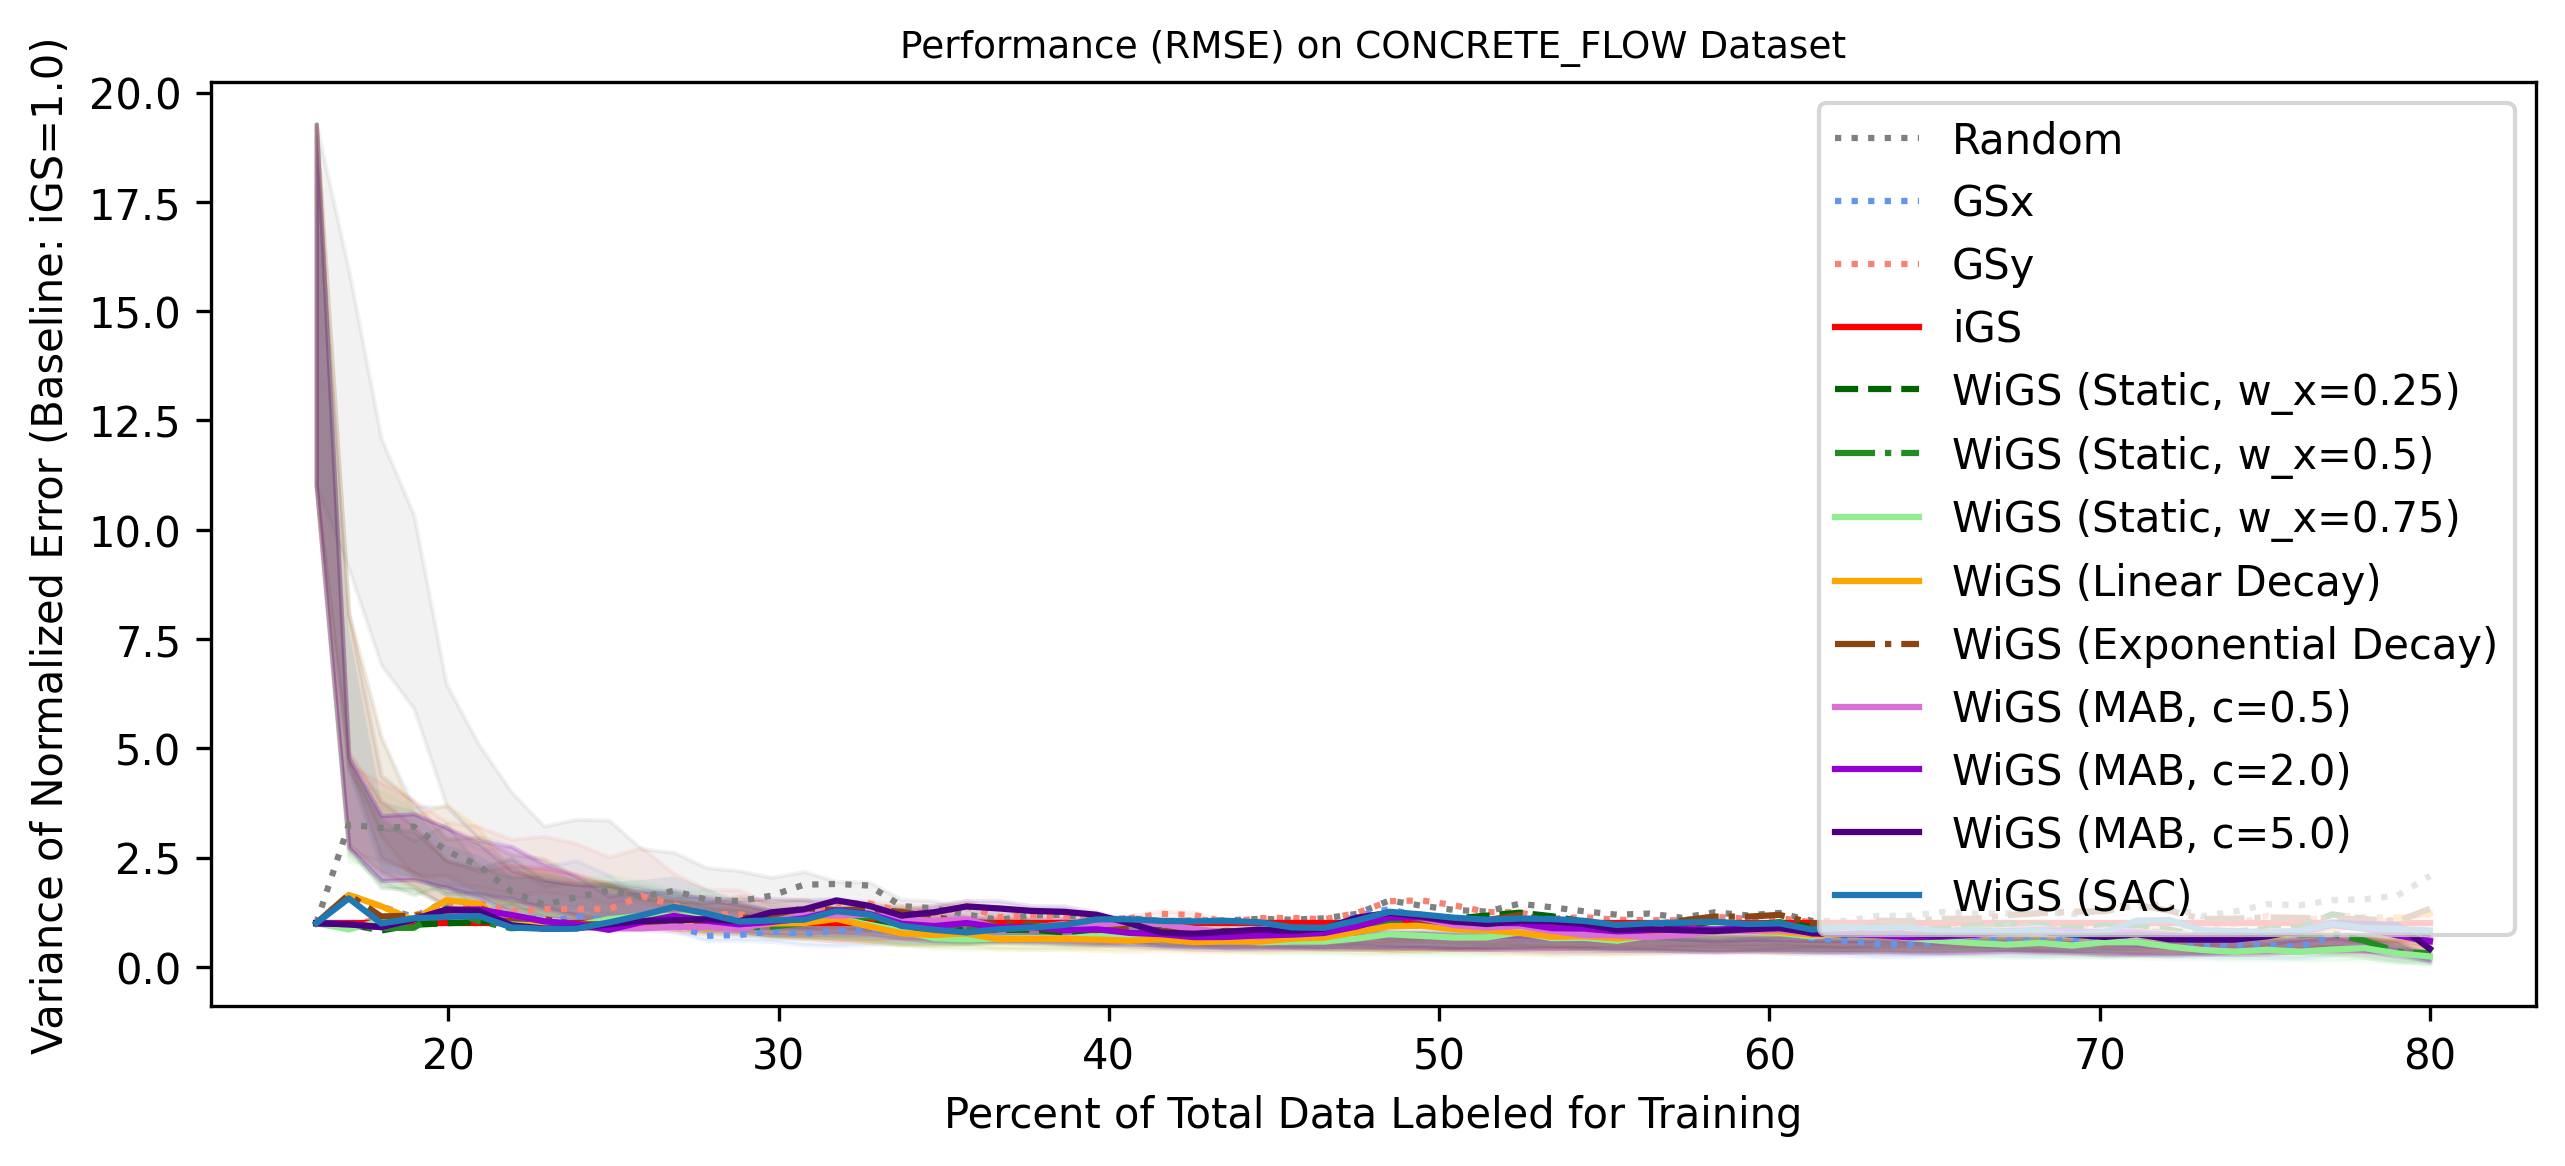 Performance (RMSE) on CONCRETE_FLOW Dataset
Variance of Normalized Error (Baseline: iGS=1.0)
20.0
17.5
15.0
12.5
10.0
7.5
5.0
2.5
0.0
Random
GSx
GSy
iGS
WiGS (Static, w_x=0.25)
WiGS (Static, w_x=0.5)
WiGS (Static, w_x=0.75)
WiGS (Linear Decay)
WiGS (Exponential Decay)
WiGS (MAB, c=0.5)
WiGS (MAB, c=2.0)
WiGS (MAB, c=5.0)
WiGS (SAC)
20 30 40 50 60 70 80
Percent of Total Data Labeled for Training